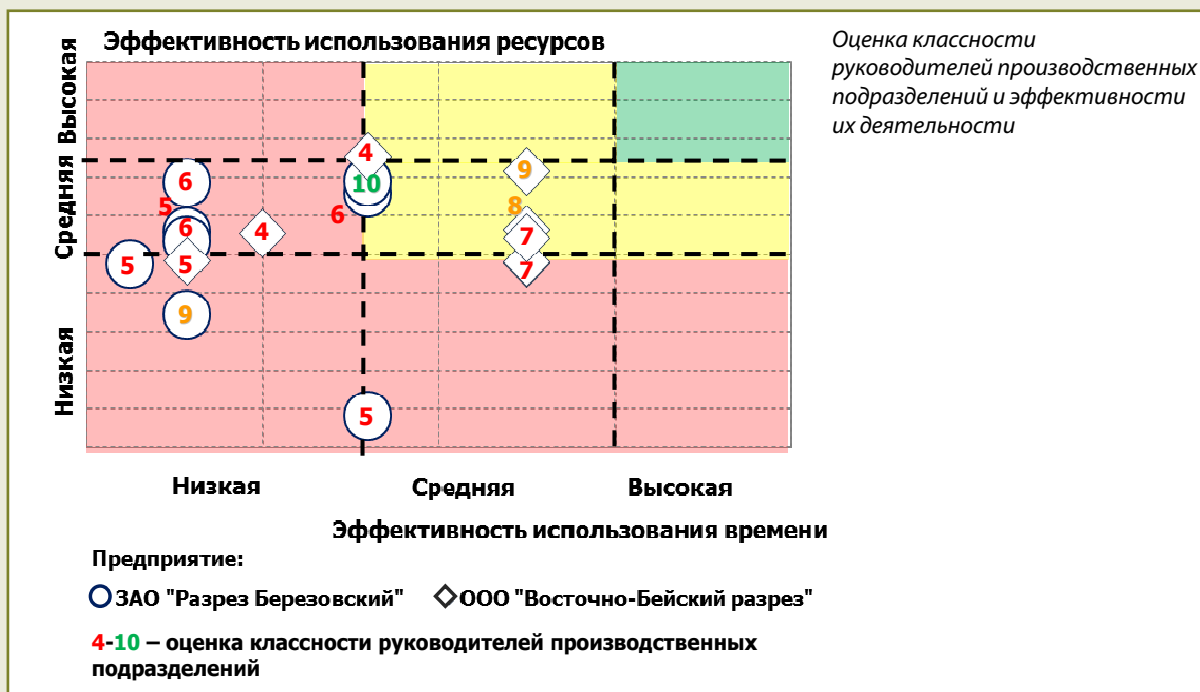 Эффективность использования ресурсов
Оценка классности
руководителей производственных
подразделений и эффективности
их деятельности
Высокая
Средняя
Низкая
4
9
6
10
5
8
6
6
4
7
5
5
7
9
5
Низкая
Средняя
Высокая
Эффективность использования времени
Предприятие:
ЗАО "Разрез Березовский"
ООО "Восточно-Бейский разрез"
4-10 – оценка классности руководителей производственных
подразделений